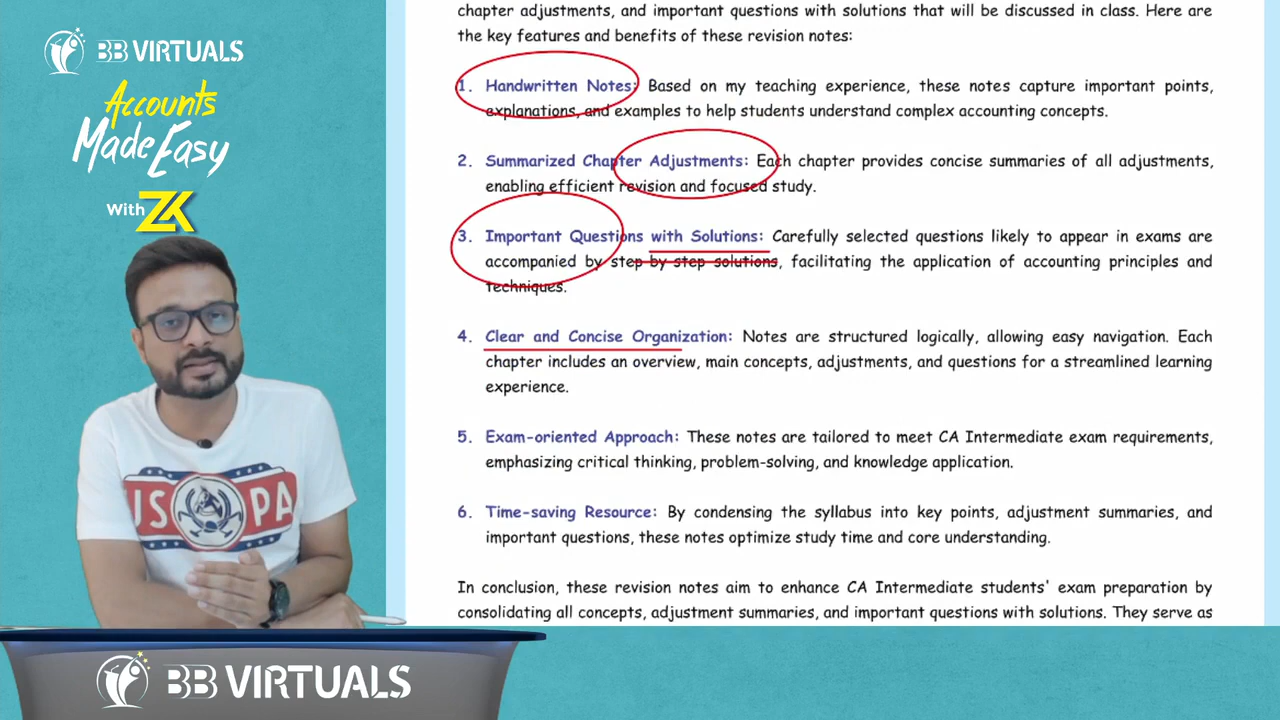 BB VIRTUALS
Accounts
Made Easy
With ZK
chapter adjustments, and important questions with solutions that will be discussed in class. Here are
the key features and benefits of these revision notes:
1. Handwritten Notes: Based on my teaching experience, these notes capture important points,
explanations, and examples to help students understand complex accounting concepts.
2. Summarized Chapter Adjustments: Each chapter provides concise summaries of all adjustments,
enabling efficient revision and focused study.
3. Important Questions with Solutions: Carefully selected questions likely to appear in exams are
accompanied by step by step solutions, facilitating the application of accounting principles and
techniques.
4. Clear and Concise Organization: Notes are structured logically, allowing easy navigation. Each
chapter includes an overview, main concepts, adjustments, and questions for a streamlined learning
experience.
5. Exam-oriented Approach: These notes are tailored to meet CA Intermediate exam requirements,
emphasizing critical thinking, problem-solving, and knowledge application.
6. Time-saving Resource: By condensing the syllabus into key points, adjustment summaries, and
important questions, these notes optimize study time and core understanding.
In conclusion, these revision notes aim to enhance CA Intermediate students' exam preparation by
consolidating all concepts, adjustment summaries, and important questions with solutions. They serve as
PA
BB VIRTUALS